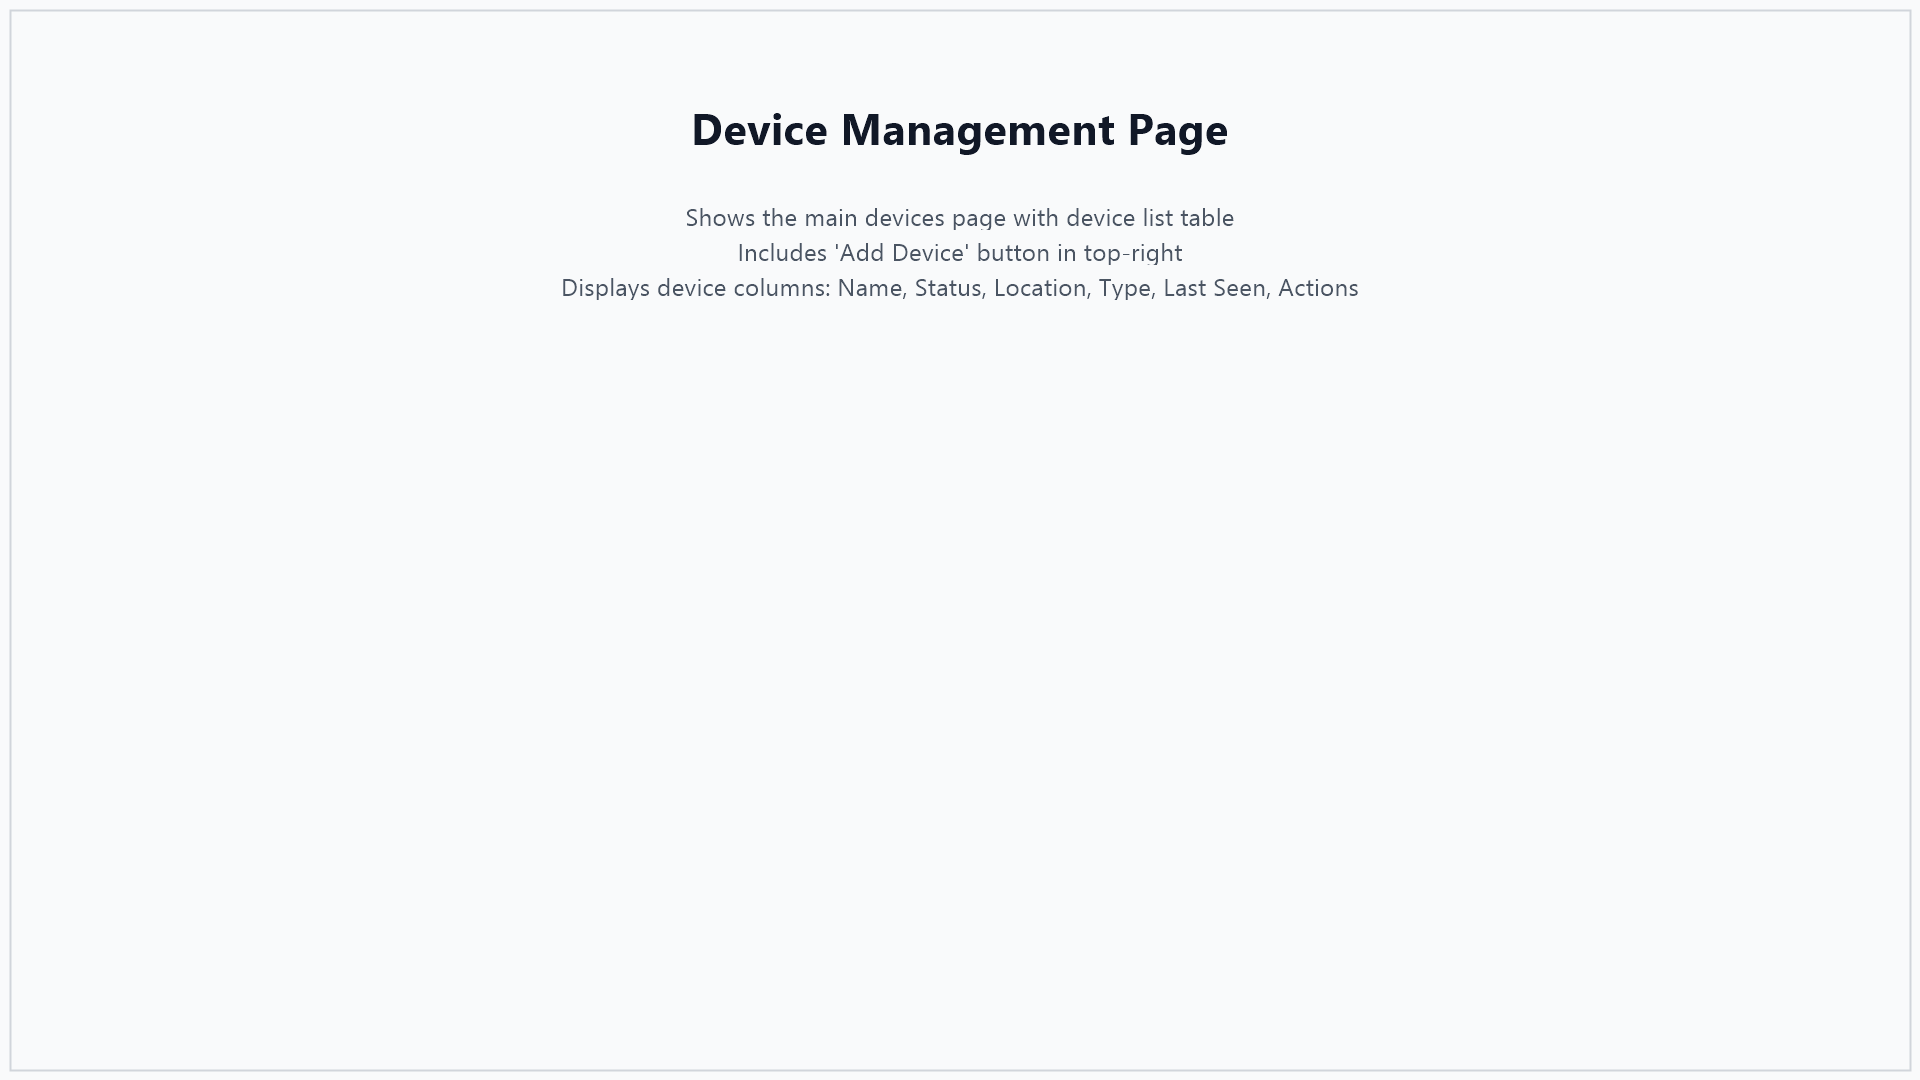 Device Management Page
Shows the main devices page with device list table
Includes 'Add Device' button in top-right
Displays device columns: Name, Status, Location, Type, Last Seen, Actions